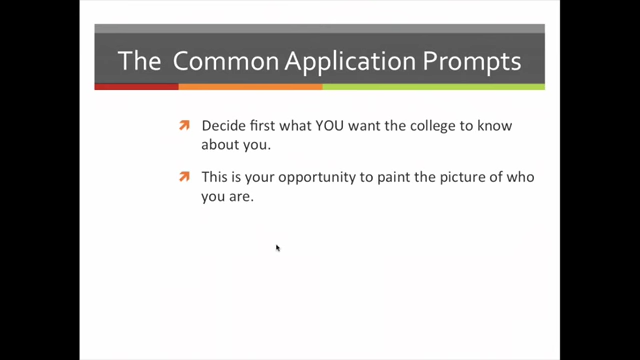 The Common Application Prompts
Decide first what YOU want the college to know
about you.
This is your opportunity to paint the picture of who
you are.